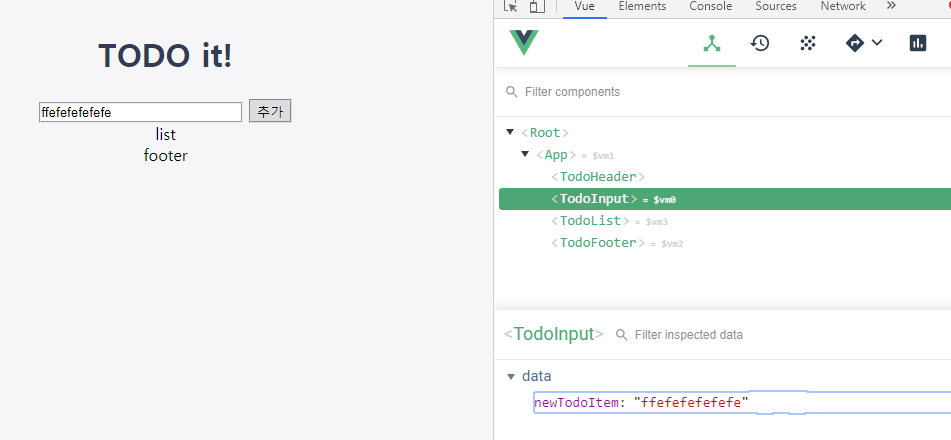 TODO it!
ffefefefefefe 추가
list
footer
Vue Elements Console Sources Network »
Filter components
<Root>
<App> = $vm1
<TodoHeader>
<TodoInput> = $vm0
<TodoList> = $vm3
<TodoFooter> = $vm2
<TodoInput> Filter inspected data
data
newTodoItem: "ffefefefefefe"